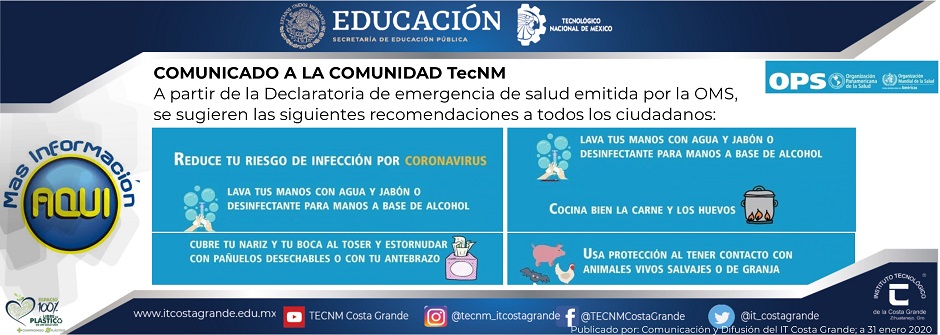 ESTADOS UNIDOS MEXICANOS
EDUCACIÓN
SECRETARÍA DE EDUCACIÓN PÚBLICA
TECNOLÓGICO
NACIONAL DE MÉXICO
COMUNICADO A LA COMUNIDAD TecNM
A partir de la Declaratoria de emergencia de salud emitida por la OMS,
se sugieren las siguientes recomendaciones a todos los ciudadanos:
OPS
Organización
Panamericana
de la Salud
Organización
Mundial de la Salud
Américas
Mas Información
AQUI
REDUCE TU RIESGO DE INFECCIÓN POR CORONAVIRUS
LAVA TUS MANOS CON AGUA Y JABÓN O
DESINFECTANTE PARA MANOS A BASE DE ALCOHOL
CUBRE TU NARIZ Y TU BOCA AL TOSER Y ESTORNUDAR
CON PAÑUELOS DESECHABLES O CON TU ANTEBRAZO
LAVA TUS MANOS CON AGUA Y JABÓN O
DESINFECTANTE PARA MANOS A BASE DE ALCOHOL
COCINA BIEN LA CARNE Y LOS HUEVOS
USA PROTECCIÓN AL TENER CONTACTO CON
ANIMALES VIVOS SALVAJES O DE GRANJA
ESPACIO
100%
LIBRE DE
PLÁSTICO
www.itcostagrande.edu.mx
TECNM Costa Grande
@tecnm_itcostagrande
@TECNMCostaGrande
@it_costagrande
INSTITUTO TECNOLÓGICO
de la Costa Grande
Zihuatanejo, Gro.
Publicado por: Comunicación y Difusión del IT Costa Grande; a 31 enero 2020